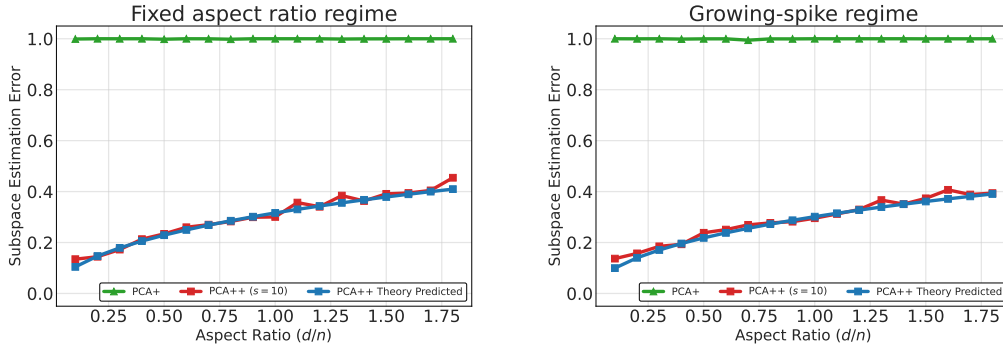 Fixed aspect ratio regime
Subspace Estimation Error
1.0
0.8
0.6
0.4
0.2
0.0
PCA+
PCA++ (s = 10)
PCA++ Theory Predicted
0.25 0.50 0.75 1.00 1.25 1.50 1.75
Aspect Ratio (d/n)
Growing-spike regime
Subspace Estimation Error
1.0
0.8
0.6
0.4
0.2
0.0
PCA+
PCA++ (s = 10)
PCA++ Theory Predicted
0.25 0.50 0.75 1.00 1.25 1.50 1.75
Aspect Ratio (d/n)